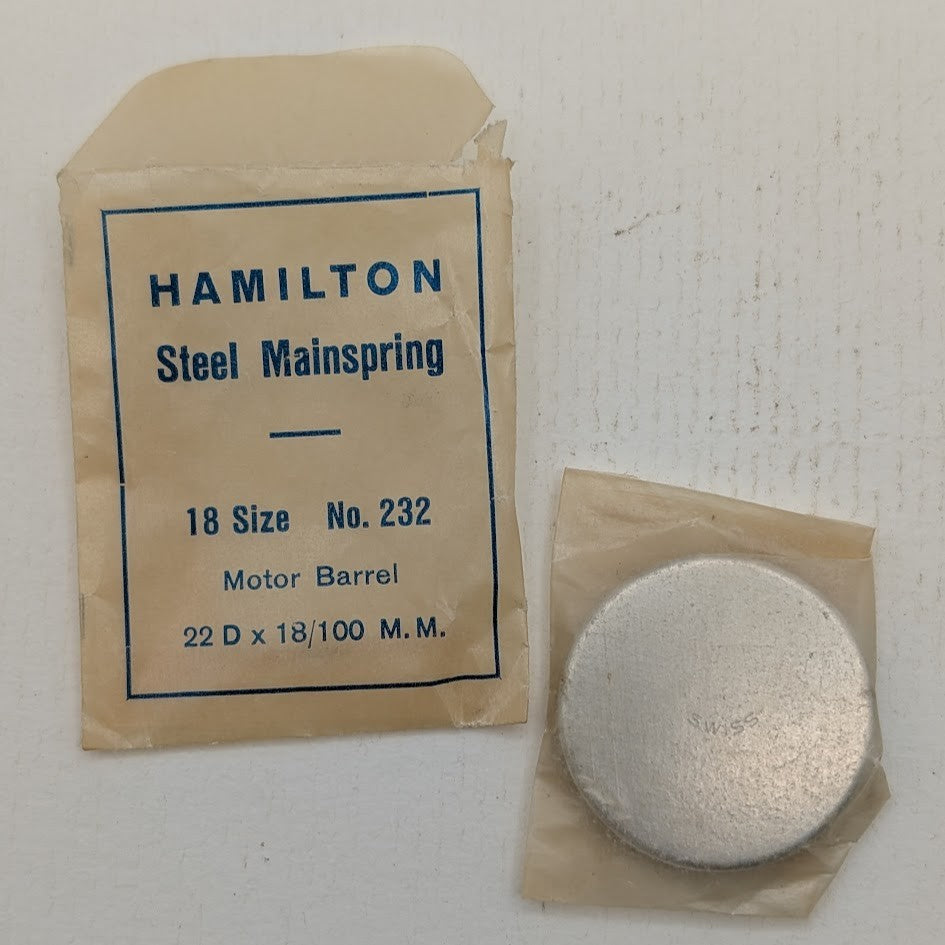 HAMILTON
Steel Mainspring
18 Size No. 232
Motor Barrel
22 D x 18/100 M.M.
SWISS